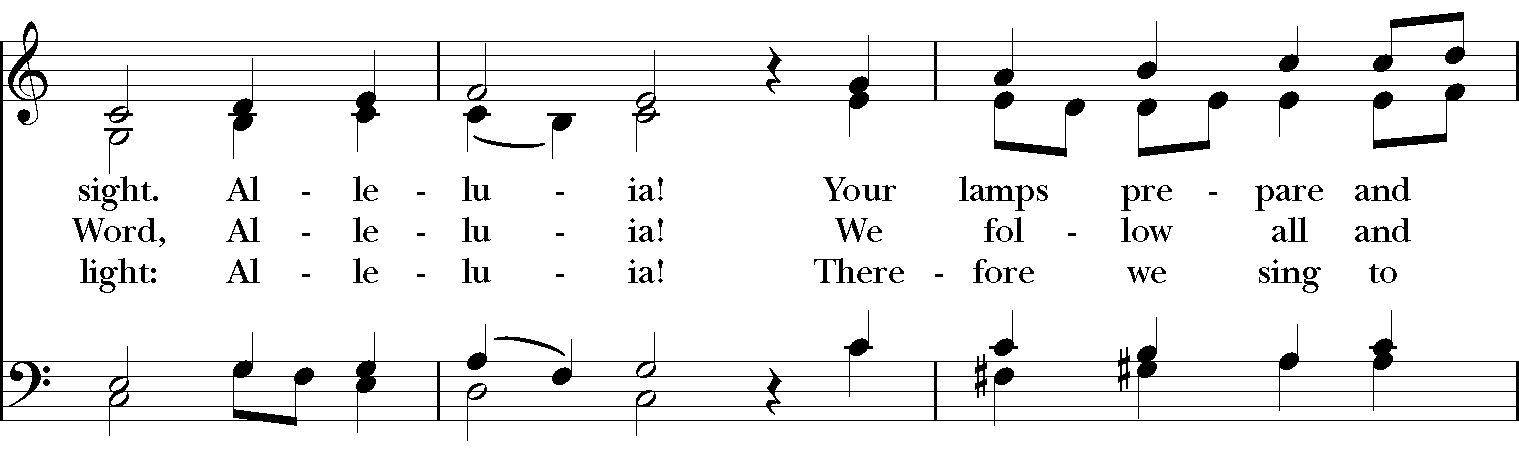 sight. Al - le - lu - ia! Your lamps pre - pare and
Word, Al - le - lu - ia! We fol - low all and
light: Al - le - lu - ia! There - fore we sing to